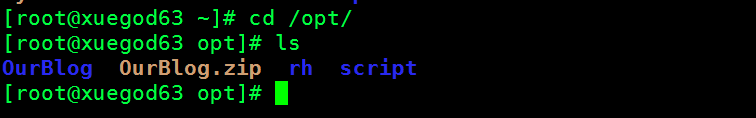 [root@xuegod63 ~]# cd /opt/
[root@xuegod63 opt]# ls
OurBlog  OurBlog.zip  rh  script
[root@xuegod63 opt]#